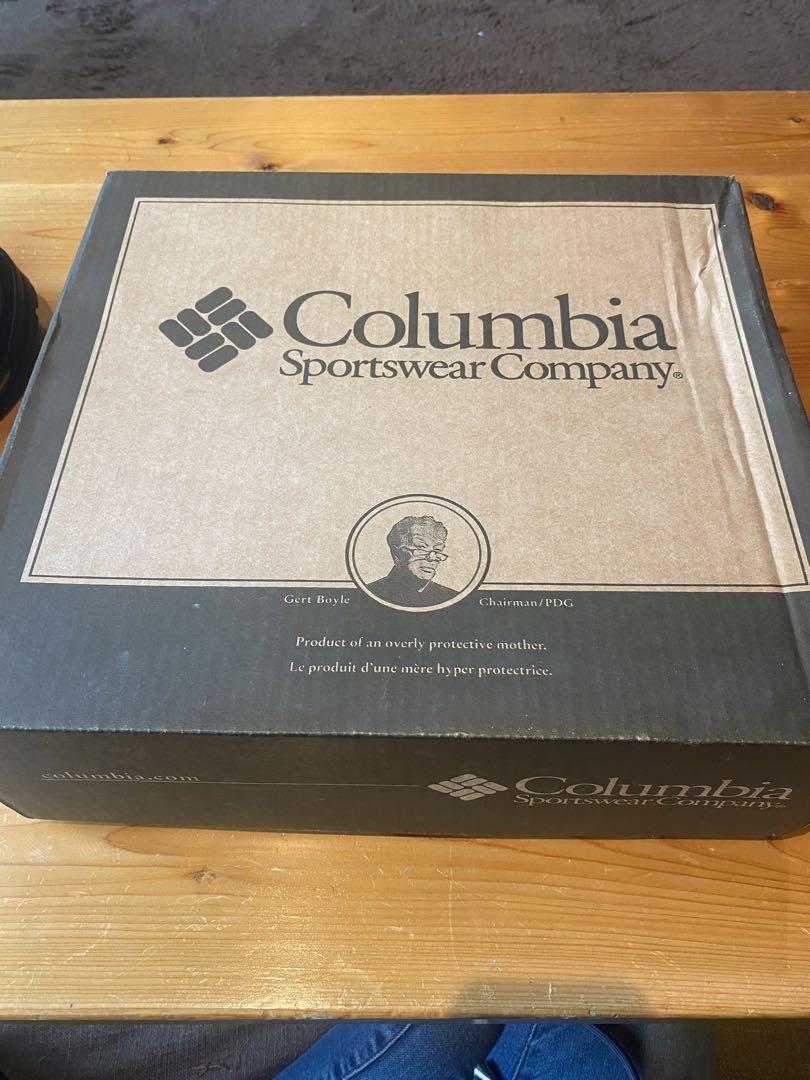 Columbia
Sportswear Company®
Gert Boyle Chairman/PDG
Product of an overly protective mother.
Le produit d'une mère hyper protectrice.
columbia.com
Columbia
Sportswear Company®